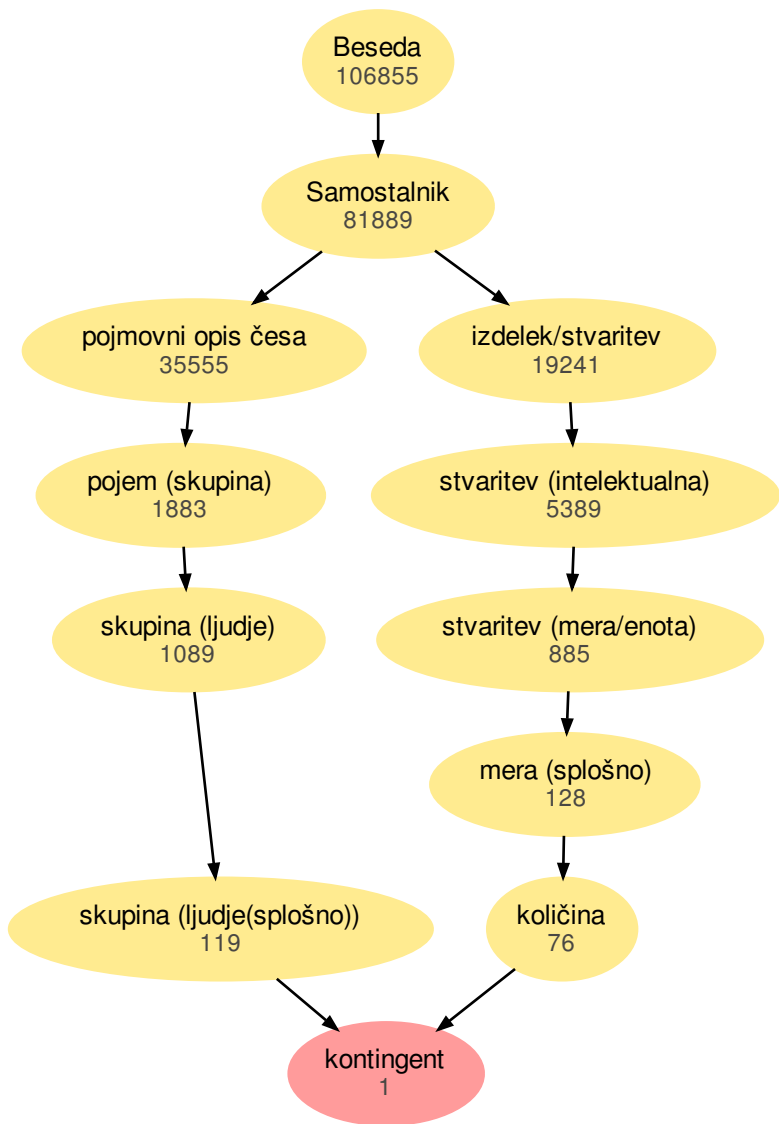 Beseda
106855
Samostalnik
81889
pojmovni opis česa
35555
izdelek/stvaritev
19241
pojem (skupina)
1883
stvaritev (intelektualna)
5389
skupina (ljudje)
1089
stvaritev (mera/enota)
885
mera (splošno)
128
skupina (ljudje(splošno))
119
količina
76
kontingent
1